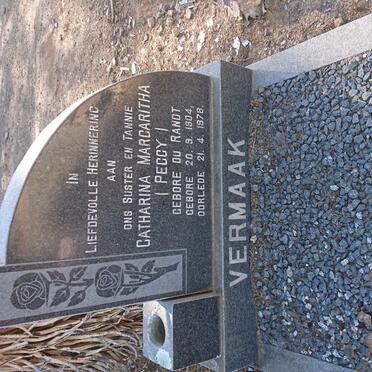 IN
LIEFDEVOLLE HERINNERING
AAN
ONS SUSTER EN TANNIE
CATHARINA MARGARITHA
( PEGGY )
GEBORE DU RANDT
GEBORE 20. 9. 1904.
OORLEDE 21. 4. 1978.
VERMAAK